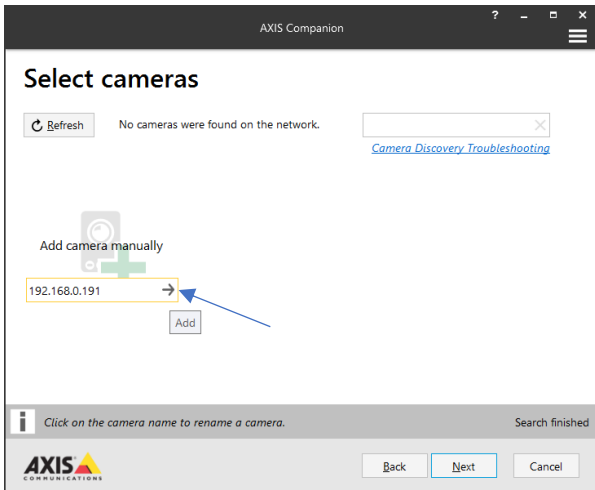 AXIS Companion
?
Select cameras
Refresh
No cameras were found on the network.
Camera Discovery Troubleshooting
Add camera manually
192.168.0.191
Add
i
Click on the camera name to rename a camera.
Search finished
AXIS
COMMUNICATIONS
Back
Next
Cancel